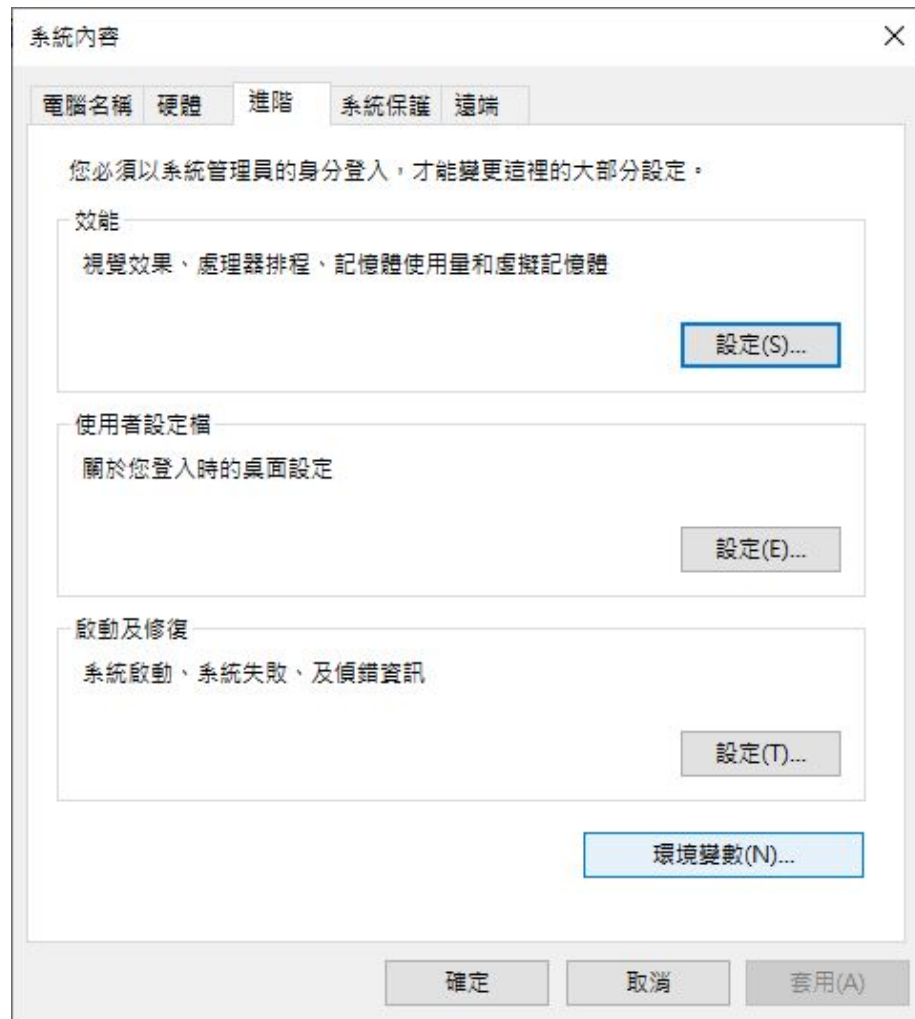 系統內容
電腦名稱 硬體 進階 系統保護 遠端
您必須以系統管理員的身分登入，才能變更這裡的大部分設定。
效能
視覺效果、處理器排程、記憶體使用量和虛擬記憶體
設定(S)...
使用者設定檔
關於您登入時的桌面設定
設定(E)...
啟動及修復
系統啟動、系統失敗、及偵錯資訊
設定(T)...
環境變數(N)...
確定 取消 套用(A)